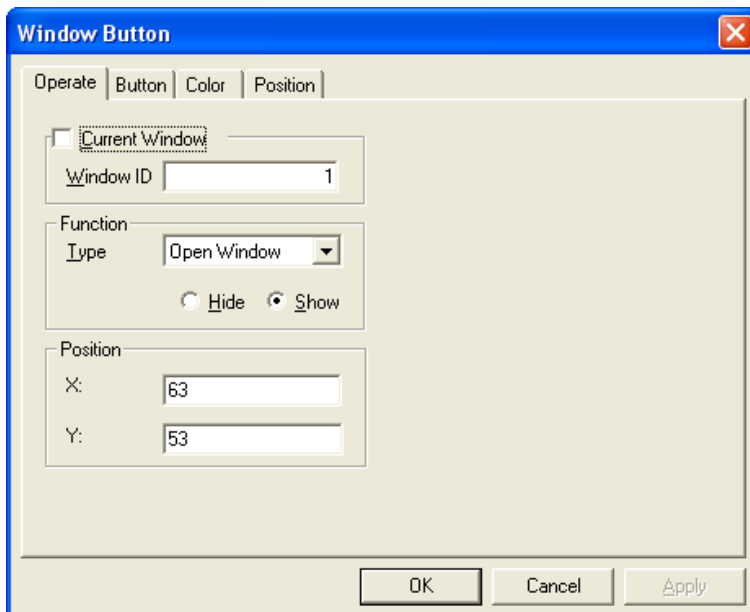 Window Button
Operate Button Color Position
Current Window
Window ID 1
Function
Type Open Window
Hide Show
Position
X: 63
Y: 53
OK Cancel Apply